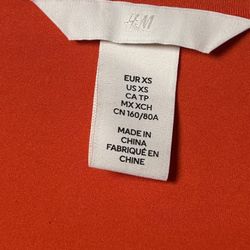 H&M
EUR XS
US XS
CA TP
MX XCH
CN 160/80A
MADE IN
CHINA
FABRIQUÉ EN
CHINE